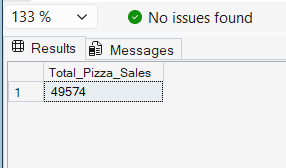 133 % No issues found
Results Messages
Total_Pizza_Sales
1 49574